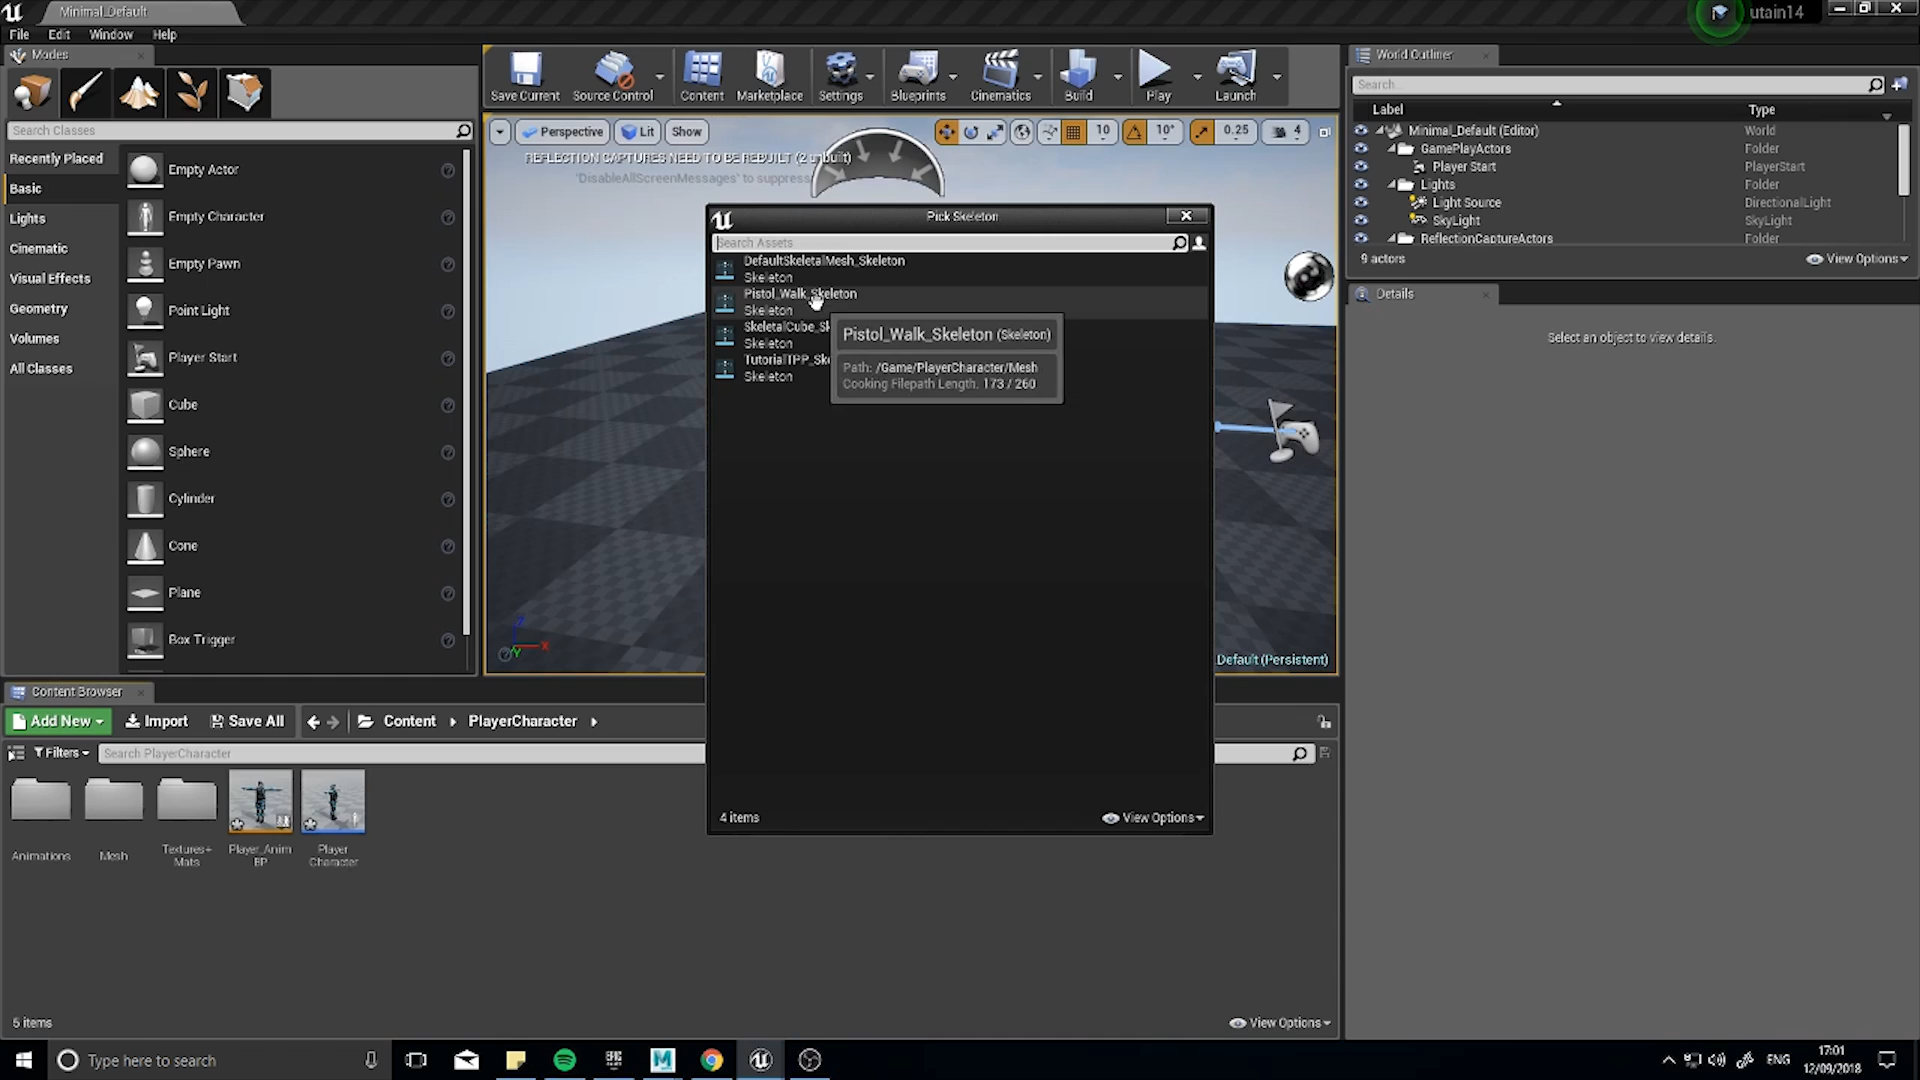 Minimal_Default
utain14
File Edit Window Help
Modes
Search Classes
Recently Placed
Basic
Lights
Cinematic
Visual Effects
Geometry
Volumes
All Classes
Empty Actor
Empty Character
Empty Pawn
Point Light
Player Start
Cube
Sphere
Cylinder
Cone
Plane
Box Trigger
Save Current Source Control Content Marketplace Settings Blueprints Cinematics Build Play Launch
Perspective Lit Show 10 10° 0.25 4
REFLECTION CAPTURES NEED TO BE REBUILT (2 unbuilt)
'DisableAllScreenMessages' to suppress
Pick Skeleton
Search Assets
DefaultSkeletalMesh_Skeleton
Skeleton
Pistol_Walk_Skeleton
Skeleton
SkeletalCube_Sk
Skeleton
TutorialTPP_Ske
Skeleton
Pistol_Walk_Skeleton (Skeleton)
Path: /Game/PlayerCharacter/Mesh
Cooking Filepath Length: 173 / 260
4 items
View Options
Z
X
Y
Default (Persistent)
World Outliner
Search...
Label Type
Minimal_Default (Editor) World
GamePlayActors Folder
Player Start PlayerStart
Lights Folder
Light Source DirectionalLight
SkyLight SkyLight
ReflectionCaptureActors Folder
9 actors
View Options
Details
Select an object to view details.
Content Browser
Add New Import Save All Content PlayerCharacter
Filters Search PlayerCharacter
Animations
Mesh
Textures+
Mats
Player_Anim
BP
Player
Character
5 items
View Options
Type here to search
EPIC
M
ENG
17:01
12/09/2018